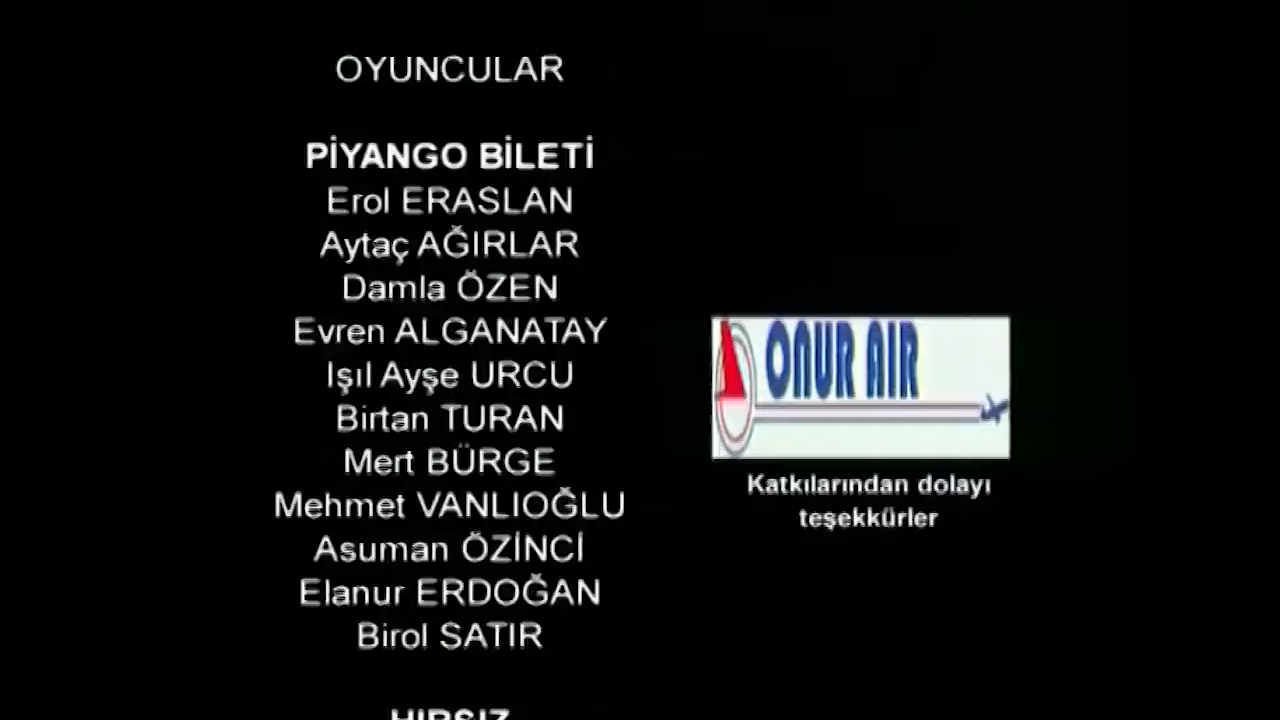 OYUNCULAR
PİYANGO BİLETİ
Erol ERASLAN
Aytaç AĞIRLAR
Damla ÖZEN
Evren ALGANATAY
Işıl Ayşe URCU
Birtan TURAN
Mert BÜRGE
Mehmet VANLIOĞLU
Asuman ÖZİNCİ
Elanur ERDOĞAN
Birol SATIR
HIRSIZ
ONUR AIR
Katkılarından dolayı
teşekkürler